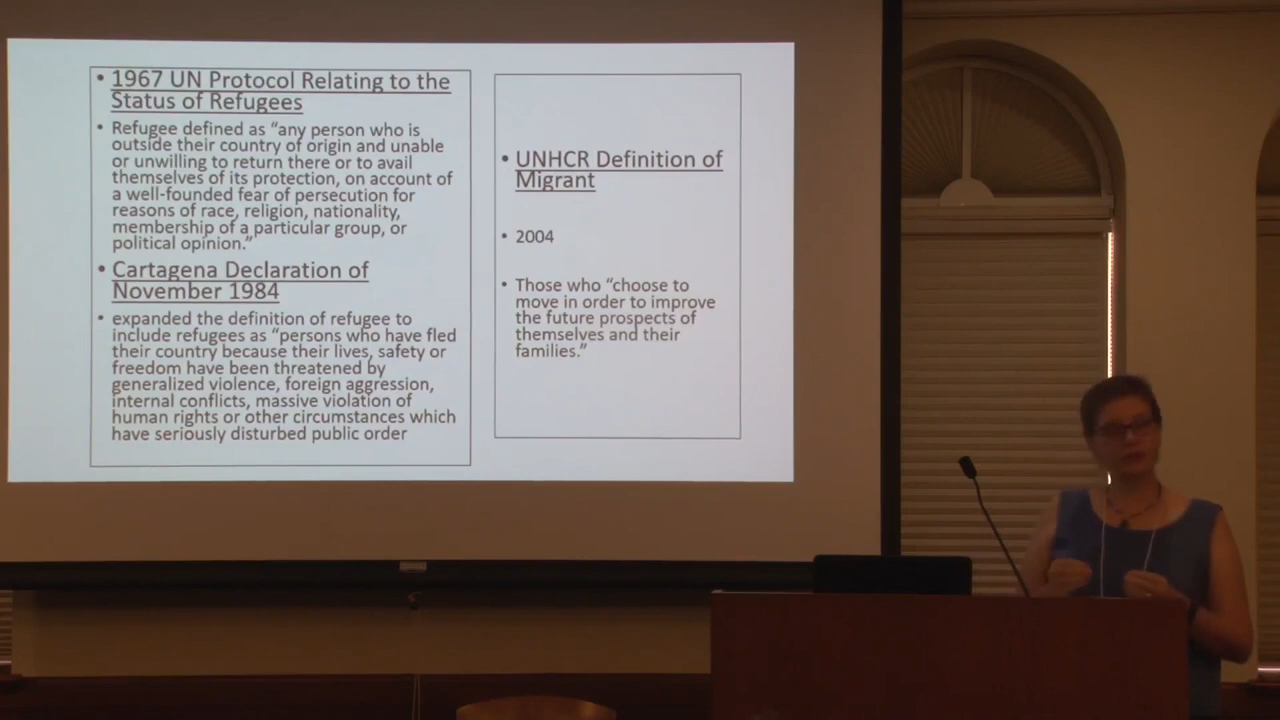 • 1967 UN Protocol Relating to the
Status of Refugees
• Refugee defined as “any person who is
outside their country of origin and unable
or unwilling to return there or to avail
themselves of its protection, on account of
a well-founded fear of persecution for
reasons of race, religion, nationality,
membership of a particular group, or
political opinion.”
• Cartagena Declaration of
November 1984
• expanded the definition of refugee to
include refugees as “persons who have fled
their country because their lives, safety or
freedom have been threatened by
generalized violence, foreign aggression,
internal conflicts, massive violation of
human rights or other circumstances which
have seriously disturbed public order
• UNHCR Definition of
Migrant
• 2004
• Those who “choose to
move in order to improve
the future prospects of
themselves and their
families.”